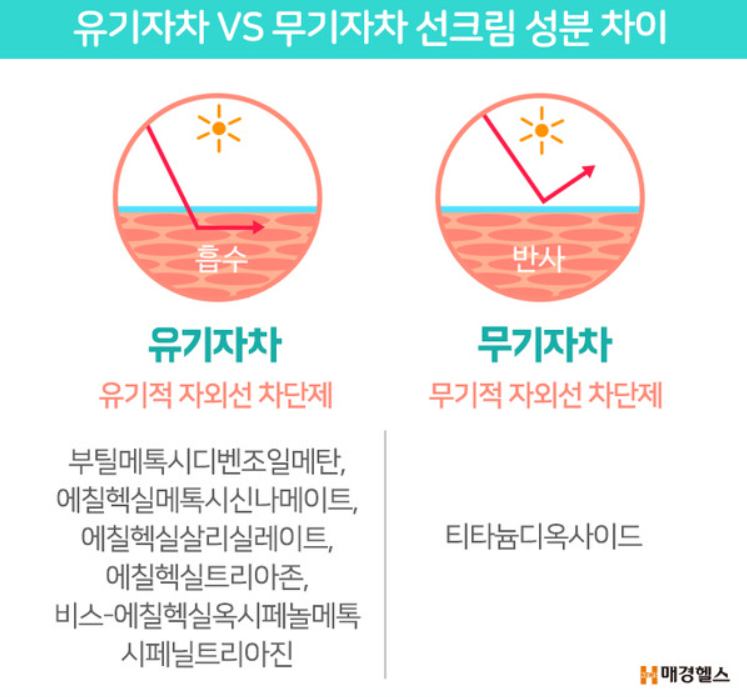 유기자차 VS 무기자차 선크림 성분 차이
흡수
반사
유기자차
유기적 자외선 차단제
부틸메톡시디벤조일메탄,
에칠헥실메톡시신나메이트,
에칠헥실살리실레이트,
에칠헥실트리아존,
비스-에칠헥실옥시페놀메톡
시페닐트리아진
무기자차
무기적 자외선 차단제
티타늄디옥사이드
매경헬스